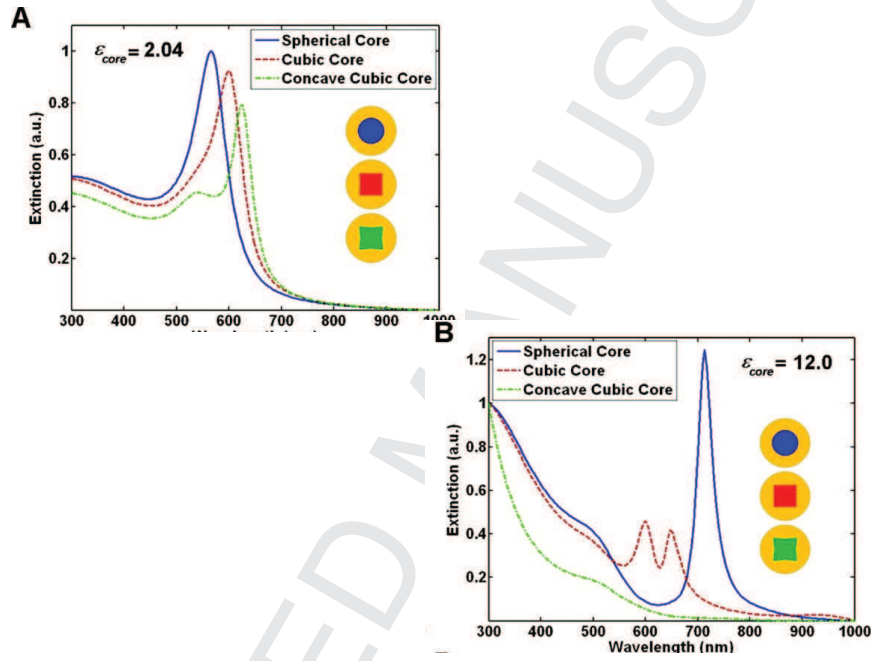 A
ε_core = 2.04
Spherical Core
Cubic Core
Concave Cubic Core
Extinction (a.u.)
1
0.8
0.6
0.4
0.2
300 400 500 600 700 800 900 1000
B
Spherical Core
Cubic Core
Concave Cubic Core
ε_core = 12.0
Extinction (a.u.)
1.2
1
0.8
0.6
0.4
0.2
300 400 500 600 700 800 900 1000
Wavelength (nm)